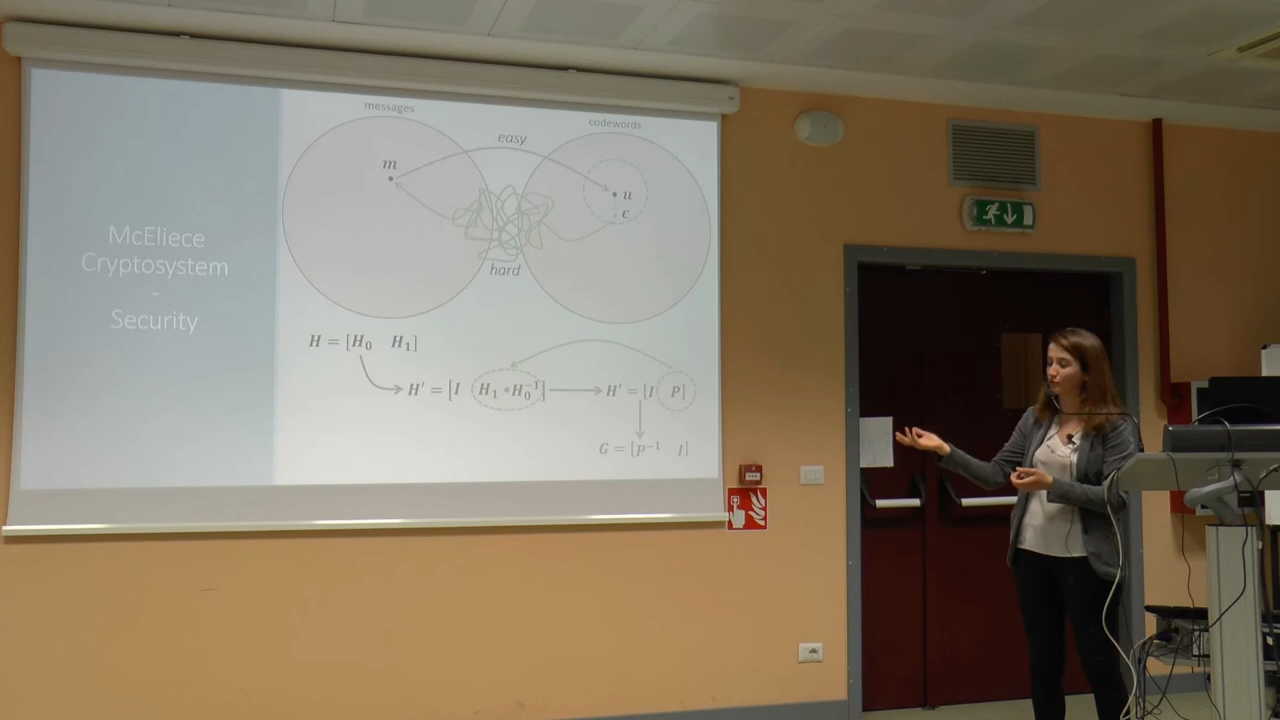 messages
codewords
easy
m
u
c
hard
McEliece
Cryptosystem
-
Security
H = [H₀ H₁]
H' = [I H₁ * H₀⁻¹]
H' = [I P]
G = [P⁻¹ I]